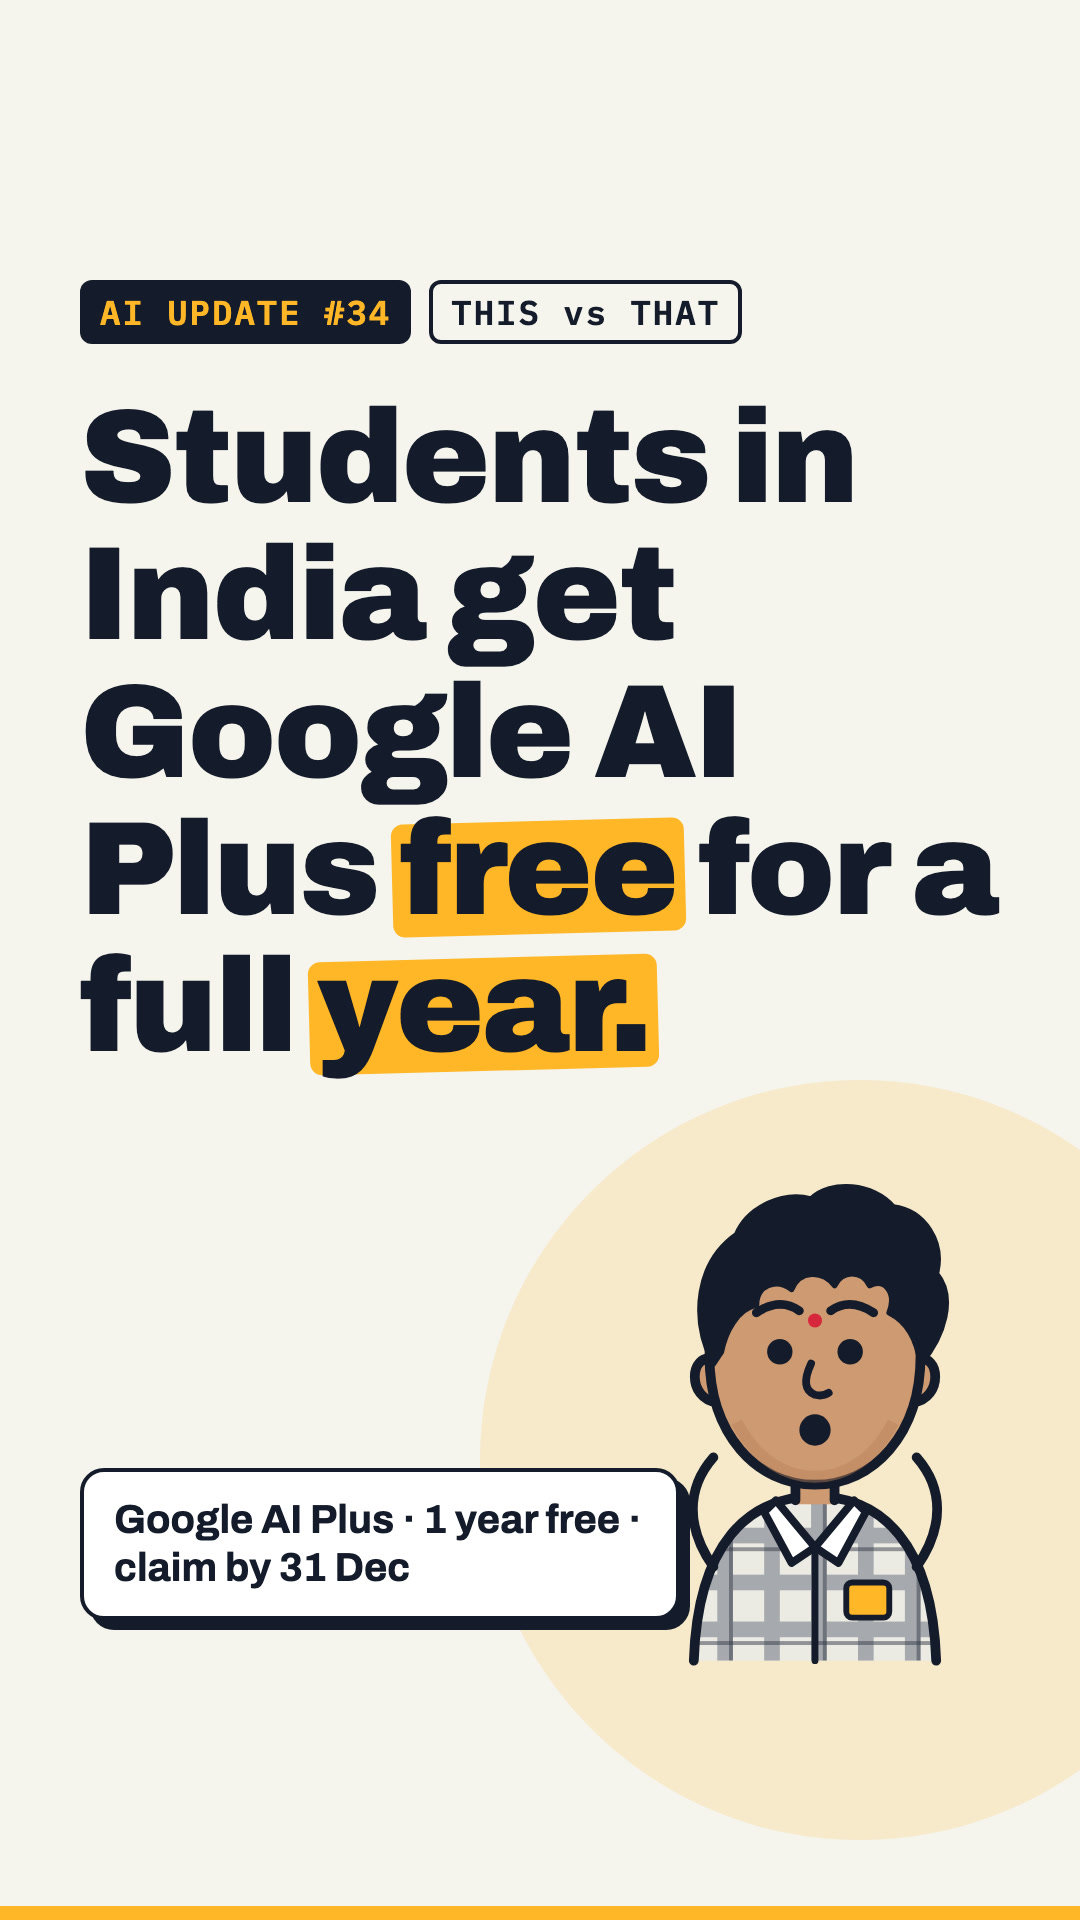 AI UPDATE #34
THIS vs THAT
Students in
India get
Google AI
Plus free for a
full year.
Google AI Plus · 1 year free ·
claim by 31 Dec